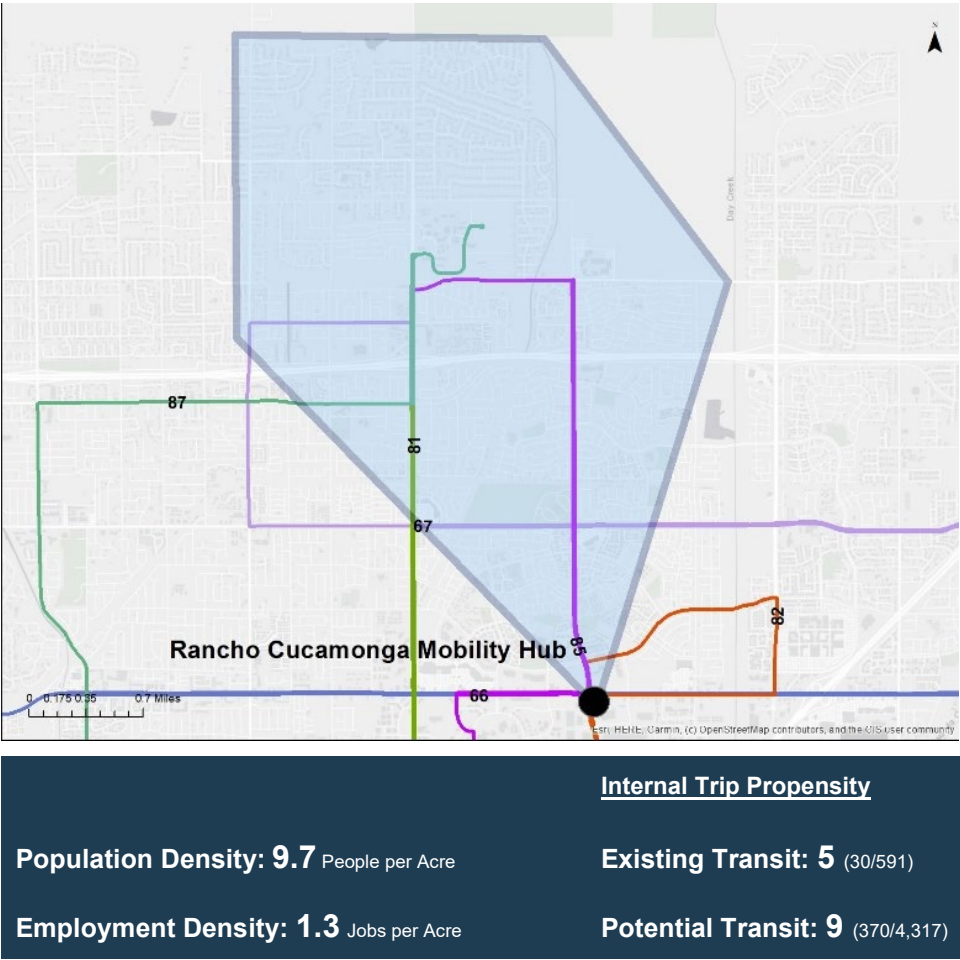 N
Day Creek
87
81
67
82
Rancho Cucamonga Mobility Hub
85
0 0.175 0.35 0.7 Miles
66
Esri, HERE, Garmin, (c) OpenStreetMap contributors, and the GIS user community
Internal Trip Propensity
Population Density: 9.7 People per Acre
Existing Transit: 5 (30/591)
Employment Density: 1.3 Jobs per Acre
Potential Transit: 9 (370/4,317)